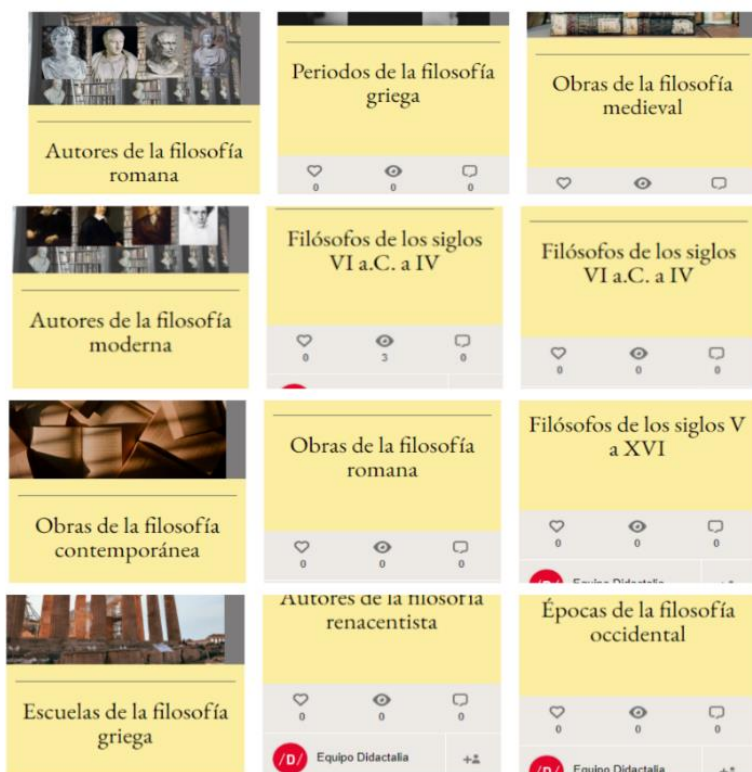 Autores de la filosofía
romana
Periodos de la filosofía
griega
0 0 0
Obras de la filosofía
medieval
Autores de la filosofía
moderna
Filósofos de los siglos
VI a.C. a IV
0 3 0
Filósofos de los siglos
VI a.C. a IV
0 0 0
Obras de la filosofía
contemporánea
Obras de la filosofía
romana
0 0 0
Filósofos de los siglos V
a XVI
0 0 0
/D/ Equipo Didactalia
Escuelas de la filosofía
griega
Autores de la filosofía
renacentista
0 0 0
/D/ Equipo Didactalia
Épocas de la filosofía
occidental
0 0 0
/D/ Equipo Didactalia